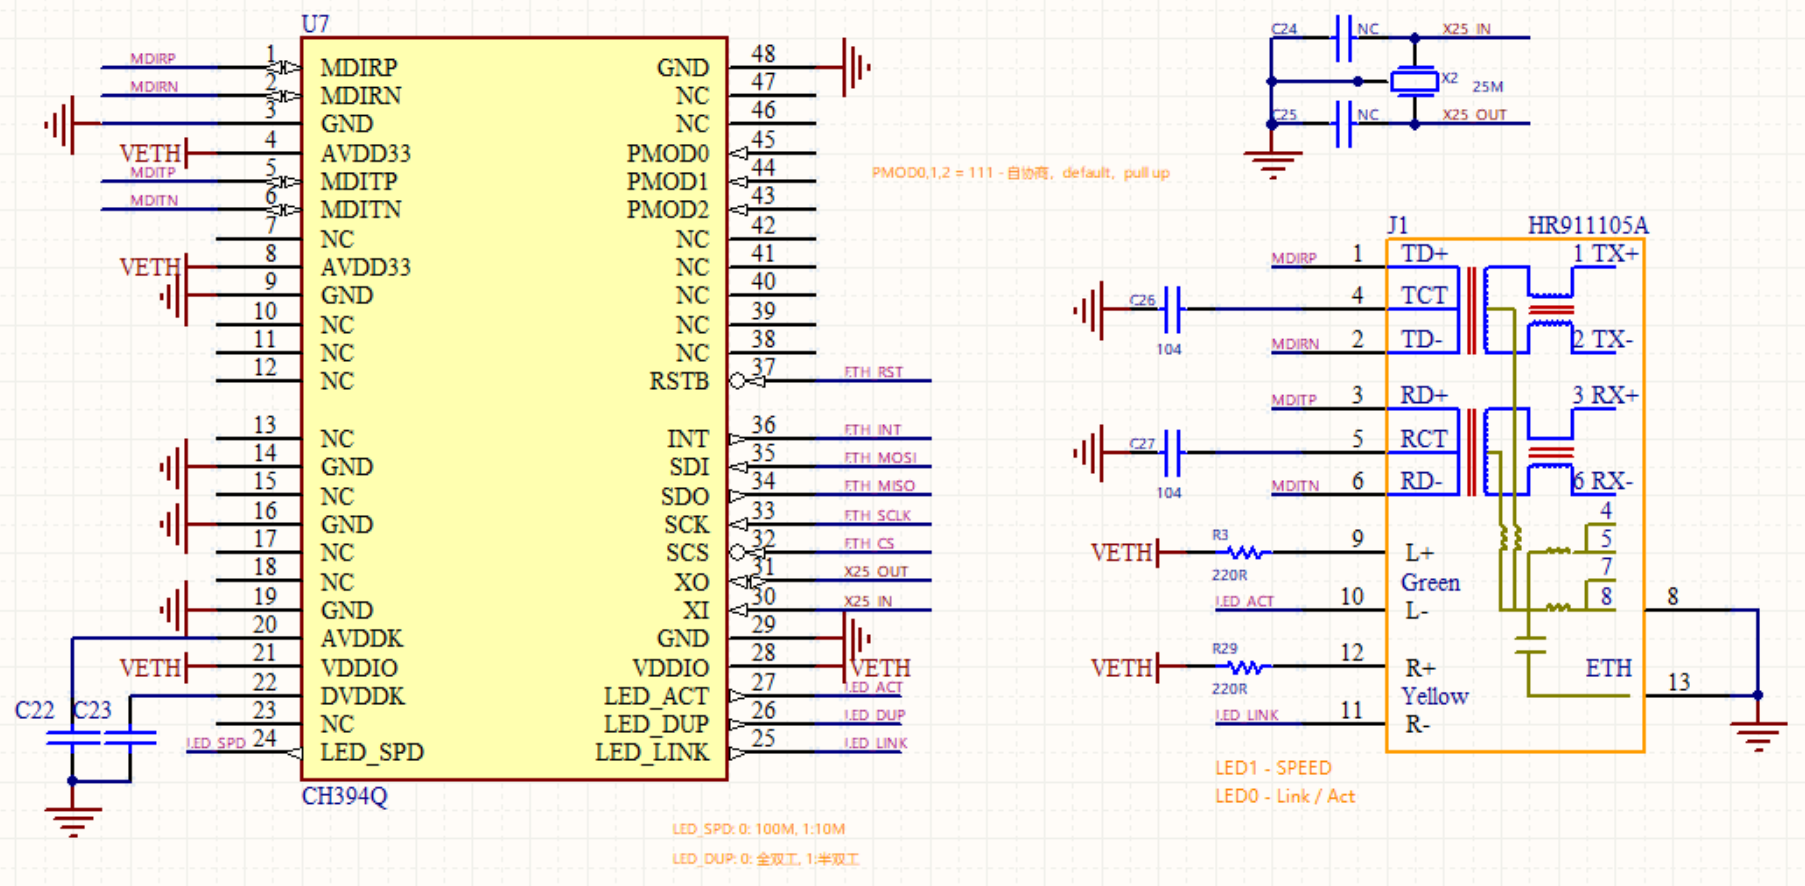 U7
MDIRP 1 MDIRP GND 48
MDIRN 2 MDIRN NC 47
3 GND NC 46
VETH 4 AVDD33 PMOD0 45
MDITP 5 MDITP PMOD1 44
MDITN 6 MDITN PMOD2 43
7 NC NC 42
VETH 8 AVDD33 NC 41
9 GND NC 40
10 NC NC 39
11 NC NC 38
12 NC RSTB 37 ETH_RST
13 NC INT 36 ETH_INT
14 GND SDI 35 ETH_MOSI
15 NC SDO 34 ETH_MISO
16 GND SCK 33 ETH_SCLK
17 NC SCS 32 ETH_CS
18 NC XO 31 X25_OUT
19 GND XI 30 X25_IN
20 AVDDK GND 29
VETH 21 VDDIO VDDIO 28 VETH
22 DVDDK LED_ACT 27 LED_ACT
C22 C23 23 NC LED_DUP 26 LED_DUP
LED_SPD 24 LED_SPD LED_LINK 25 LED_LINK
CH394Q
LED_SPD: 0: 100M, 1:10M
LED_DUP: 0: 全双工, 1:半双工
PMOD0,1,2 = 111 - 自协商，default，pull up
C24 NC X25_IN
X2 25M
C25 NC X25_OUT
J1 HR911105A
MDIRP 1 TD+ 1 TX+
C26 4 TCT
104
MDIRN 2 TD- 2 TX-
MDITP 3 RD+ 3 RX+
C27 5 RCT
104
MDITN 6 RD- 6 RX-
4
5
7
8
R3
VETH 9 L+
220R Green
LED_ACT 10 L- 8
R29
VETH 12 R+ ETH
220R Yellow 13
LED_LINK 11 R-
LED1 - SPEED
LED0 - Link / Act